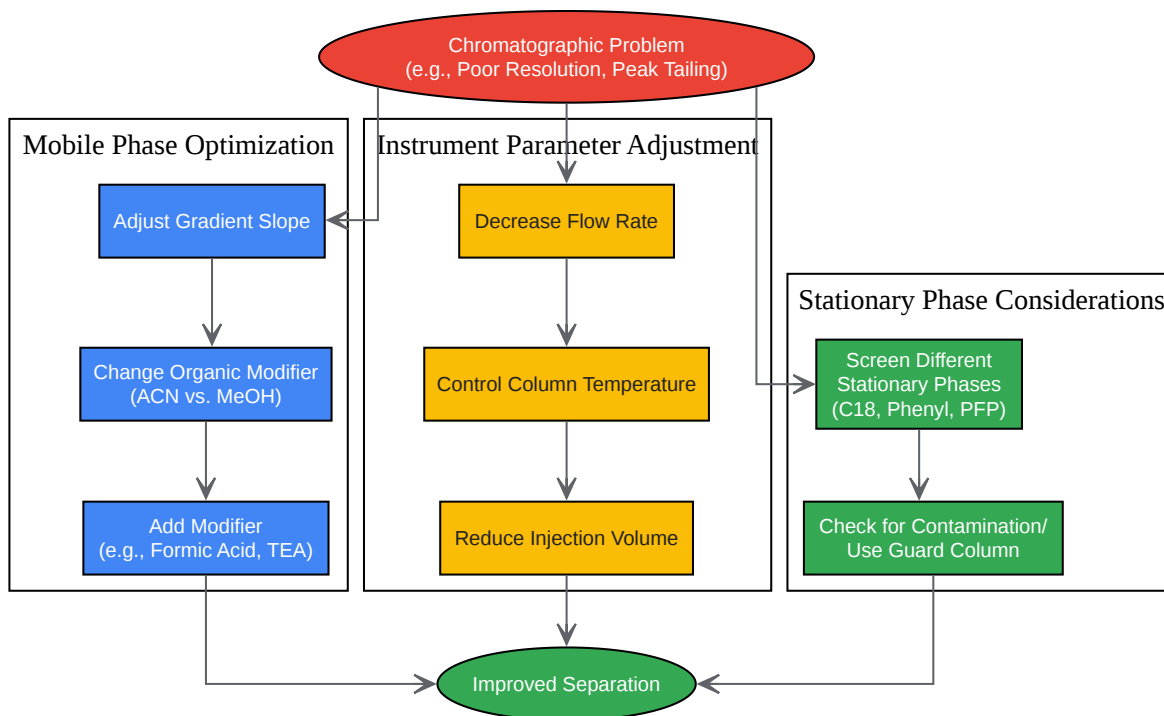 Chromatographic Problem
(e.g., Poor Resolution, Peak Tailing)
Mobile Phase Optimization
Adjust Gradient Slope
Change Organic Modifier
(ACN vs. MeOH)
Add Modifier
(e.g., Formic Acid, TEA)
Instrument Parameter Adjustment
Decrease Flow Rate
Control Column Temperature
Reduce Injection Volume
Stationary Phase Considerations
Screen Different
Stationary Phases
(C18, Phenyl, PFP)
Check for Contamination/
Use Guard Column
Improved Separation